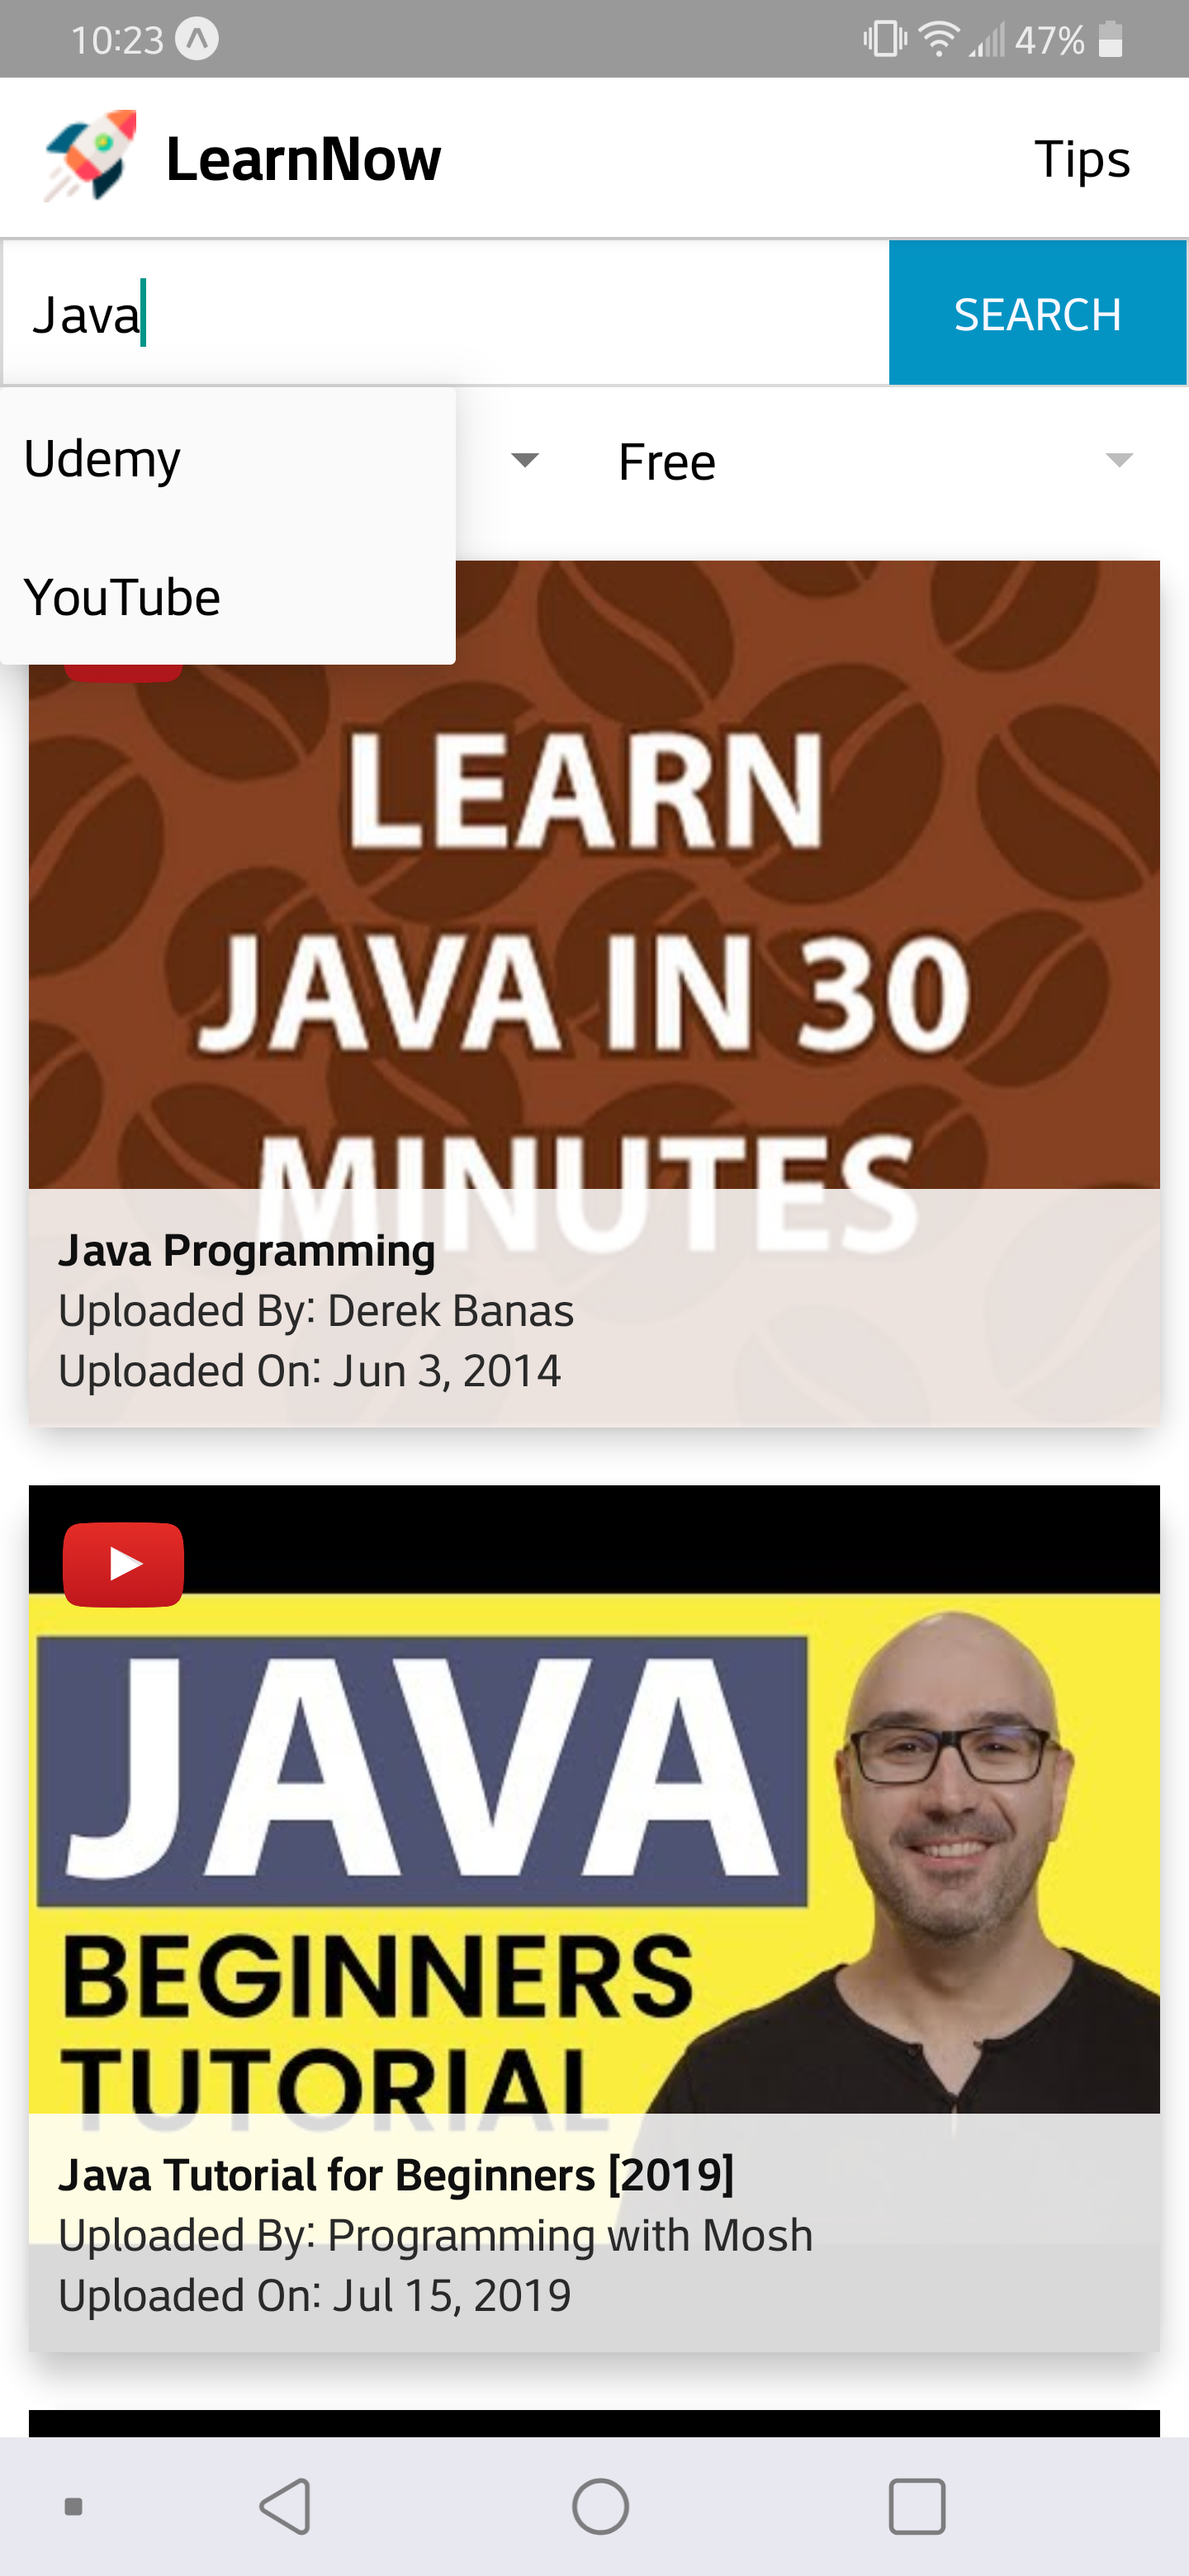 10:23
47%
LearnNow
Tips
Java
SEARCH
Udemy
Free
YouTube
LEARN
JAVA IN 30
MINUTES
Java Programming
Uploaded By: Derek Banas
Uploaded On: Jun 3, 2014
JAVA
BEGINNERS
TUTORIAL
Java Tutorial for Beginners [2019]
Uploaded By: Programming with Mosh
Uploaded On: Jul 15, 2019